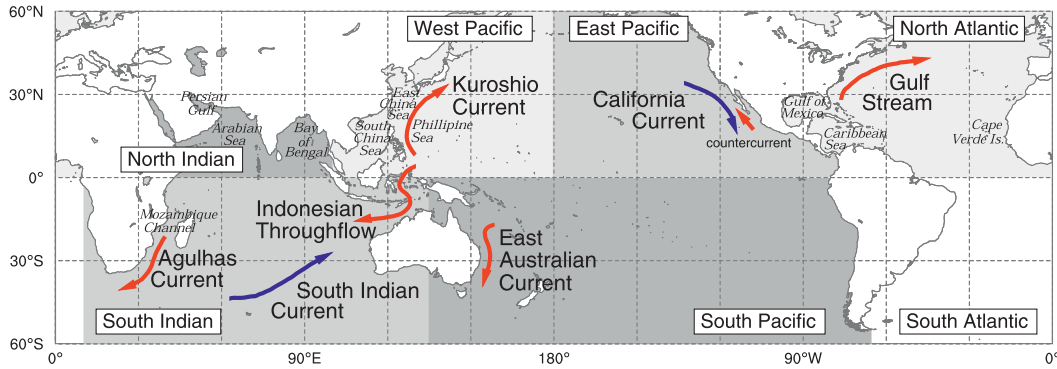 60°N
West Pacific
East Pacific
North Atlantic
Kuroshio
Current
Gulf
Stream
California
Current
countercurrent
30°N
Persian
Gulf
Arabian
Sea
Bay
of
Bengal
East
China
Sea
South
China
Sea
Phillipine
Sea
Gulf of
Mexico
Caribbean
Sea
Cape
Verde Is.
North Indian
0°
Mozambique
Channel
Indonesian
Throughflow
Agulhas
Current
East
Australian
Current
30°S
South Indian
Current
South Indian
South Pacific
South Atlantic
60°S
0°
90°E
180°
90°W
0°